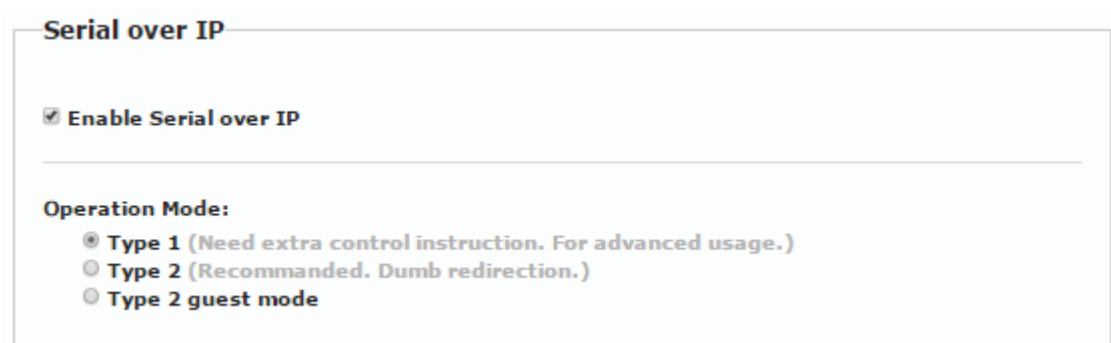 Serial over IP
Enable Serial over IP
Operation Mode:
Type 1 (Need extra control instruction. For advanced usage.)
Type 2 (Recommanded. Dumb redirection.)
Type 2 guest mode